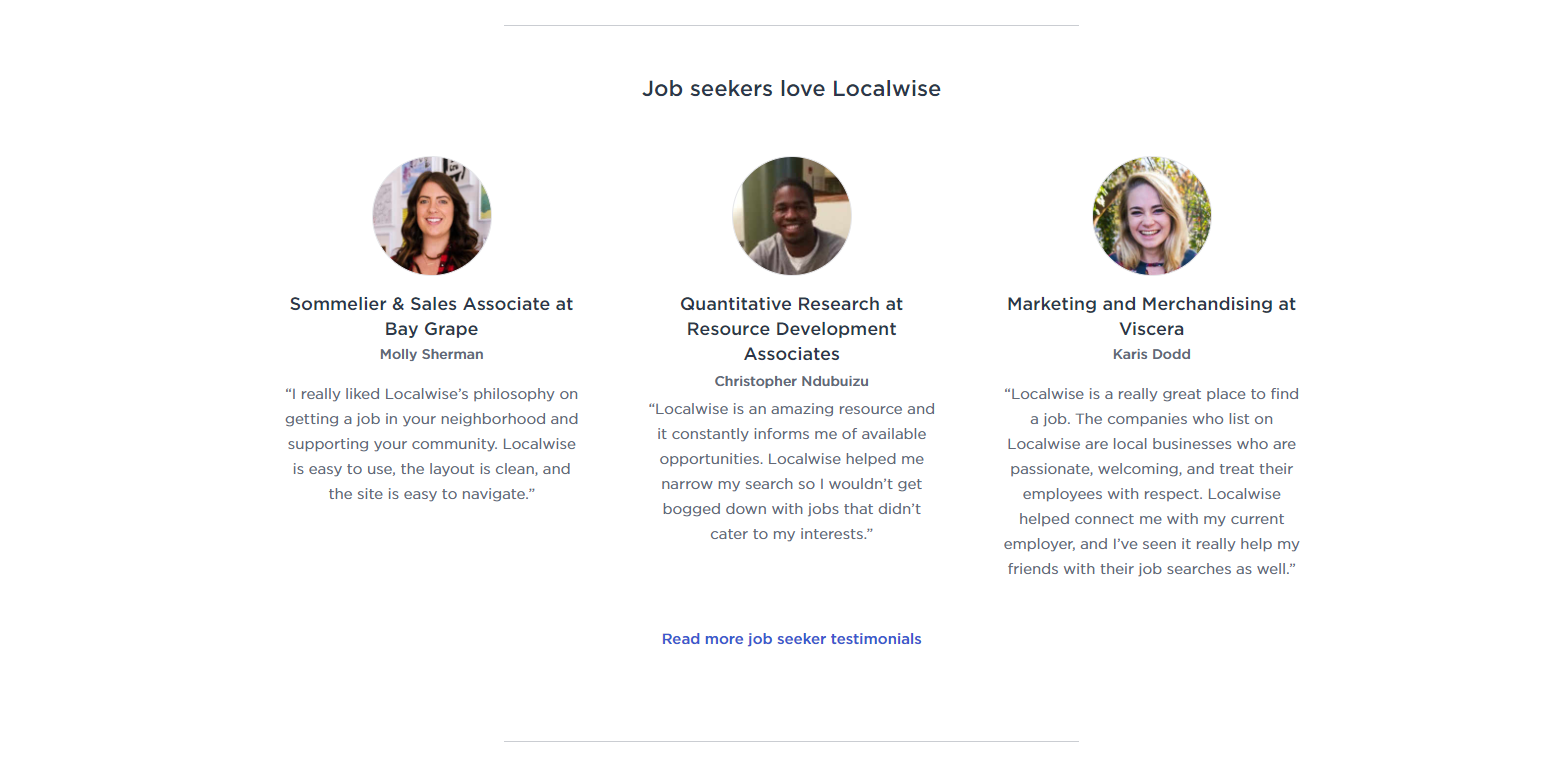 Job seekers love Localwise
Sommelier & Sales Associate at
Bay Grape
Molly Sherman
“I really liked Localwise’s philosophy on
getting a job in your neighborhood and
supporting your community. Localwise
is easy to use, the layout is clean, and
the site is easy to navigate.”
Quantitative Research at
Resource Development
Associates
Christopher Ndubuizu
“Localwise is an amazing resource and
it constantly informs me of available
opportunities. Localwise helped me
narrow my search so I wouldn’t get
bogged down with jobs that didn’t
cater to my interests.”
Marketing and Merchandising at
Viscera
Karis Dodd
“Localwise is a really great place to find
a job. The companies who list on
Localwise are local businesses who are
passionate, welcoming, and treat their
employees with respect. Localwise
helped connect me with my current
employer, and I’ve seen it really help my
friends with their job searches as well.”
Read more job seeker testimonials